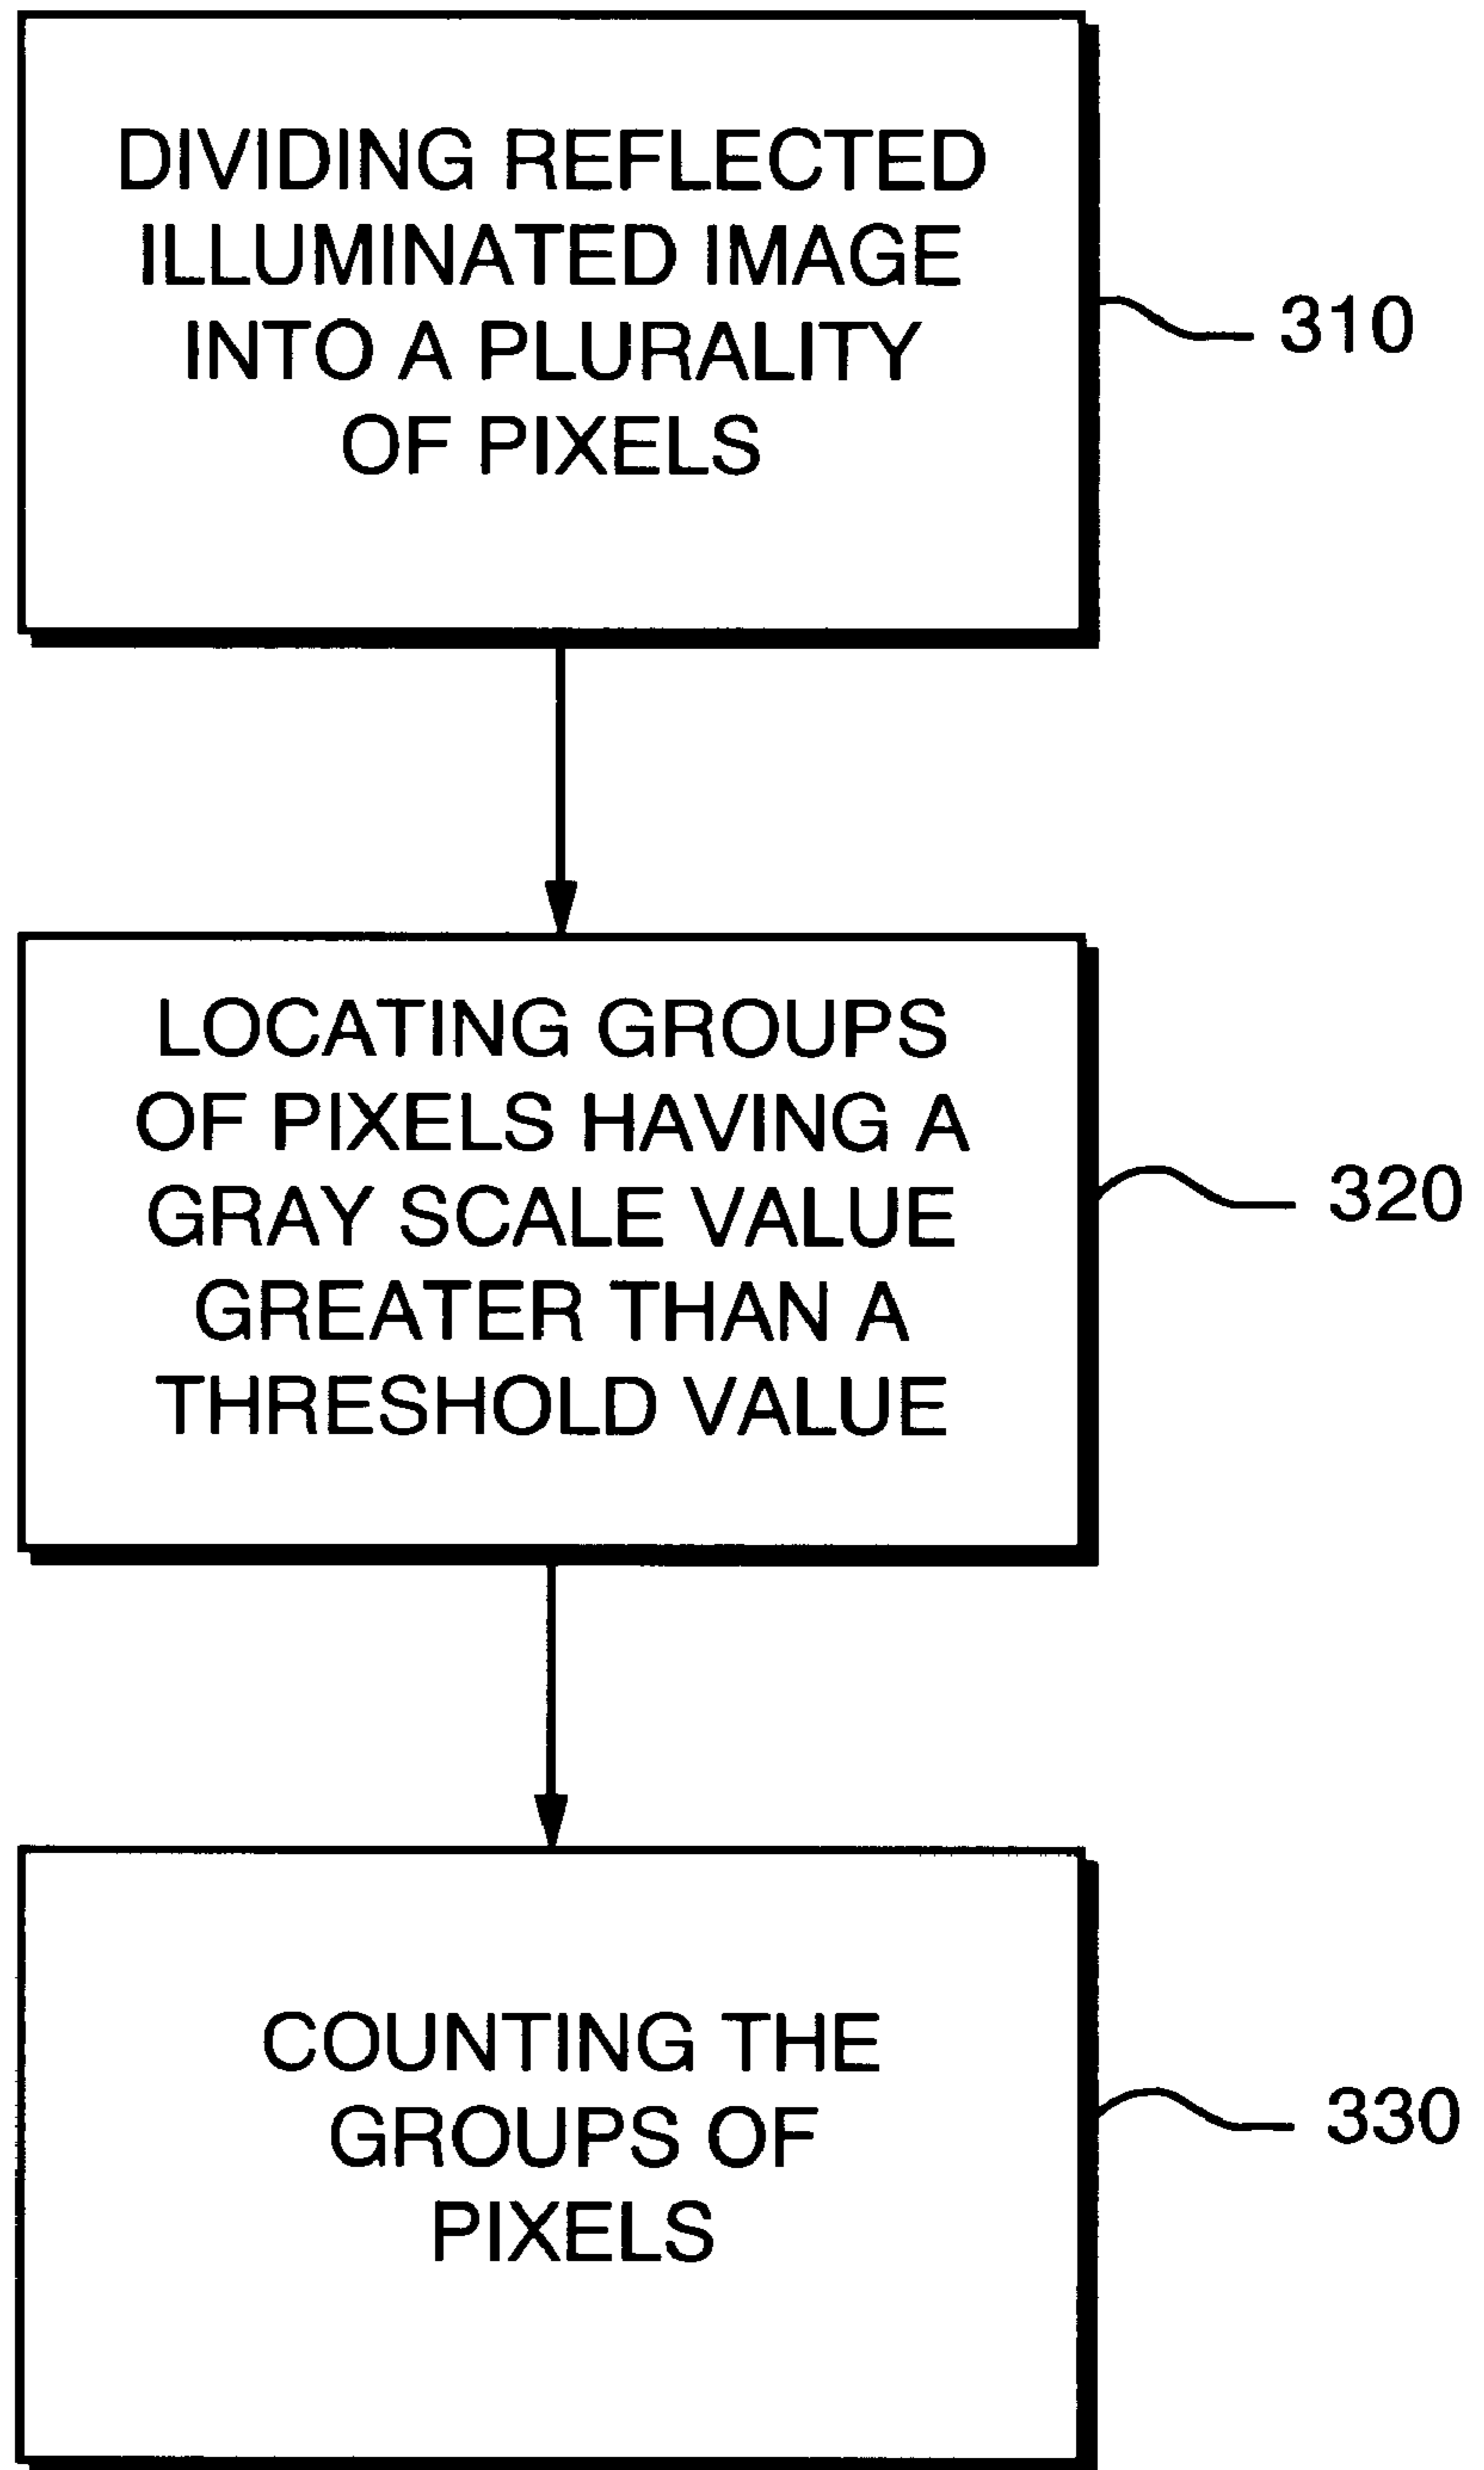 DIVIDING REFLECTED
ILLUMINATED IMAGE
INTO A PLURALITY
OF PIXELS
310
LOCATING GROUPS
OF PIXELS HAVING A
GRAY SCALE VALUE
GREATER THAN A
THRESHOLD VALUE
320
COUNTING THE
GROUPS OF
PIXELS
330